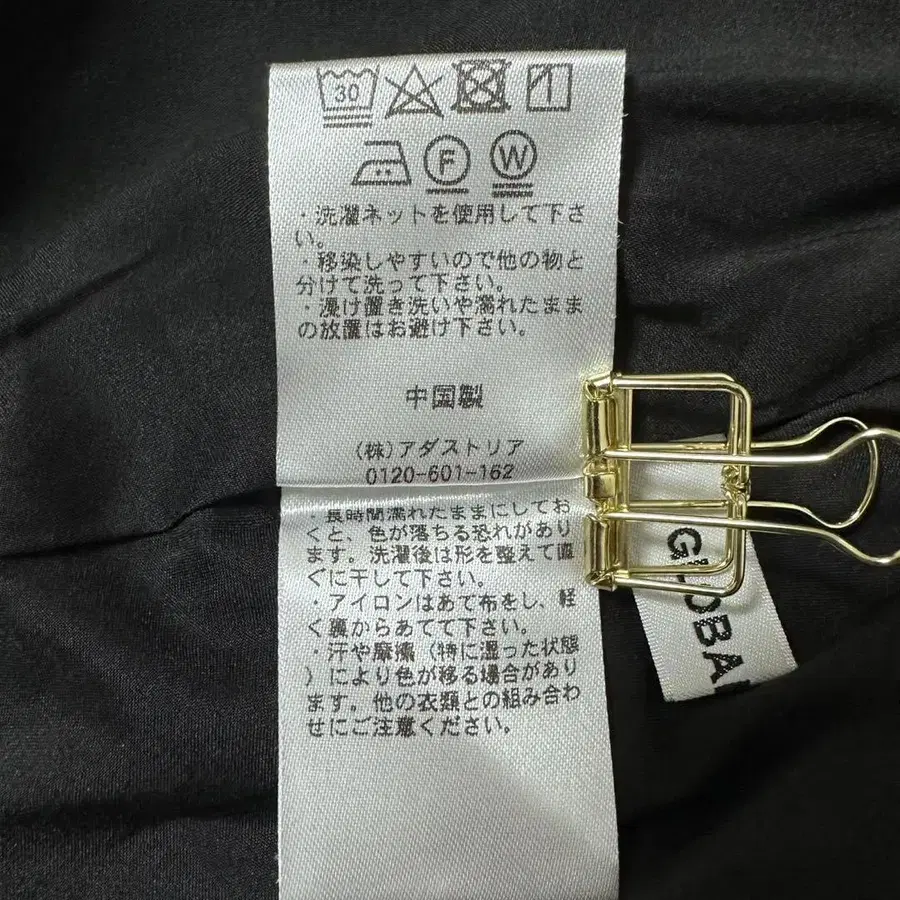 30
F W
・洗濯ネットを使用して下さ
い。
・移染しやすいので他の物と
分けて洗って下さい。
・漫け置き洗いや濡れたまま
の放置はお避け下さい。
中国製
(株)アダストリア
0120-601-162
長時間濡れたままにしてお
くと、色が落ちる恐れがあり
ます。洗濯後は形を整えて直
ぐに干して下さい。
・アイロンはあて布をし、軽
く裏からあてて下さい。
・汗や摩擦(特に湿った状態
)により色が移る場合があり
ます。他の衣類との組み合わ
せにご注意ください。
GLOBA